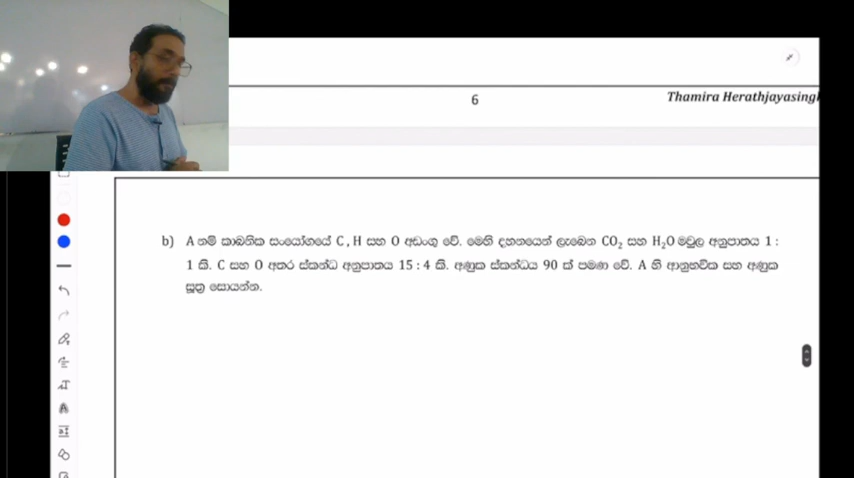 6
Thamira Herathjayasing
b) A නම් කාබනික සංයෝගයේ C , H සහ O අඩංගු වේ. මෙහි දහනයෙන් ලැබෙන CO₂ සහ H₂O මවුල අනුපාතය 1 :
1 කි. C සහ O අතර ස්කන්ධ අනුපාතය 15 : 4 කි. අණුක ස්කන්ධය 90 ක් පමණ වේ. A හි ආනුභවික සහ අණුක
සූත්‍ර සොයන්න.